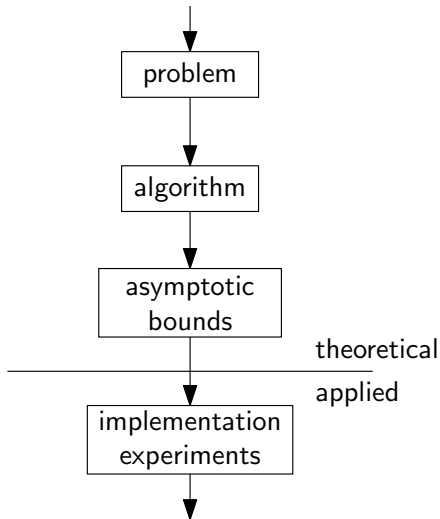 problem
algorithm
asymptotic
bounds
theoretical
applied
implementation
experiments